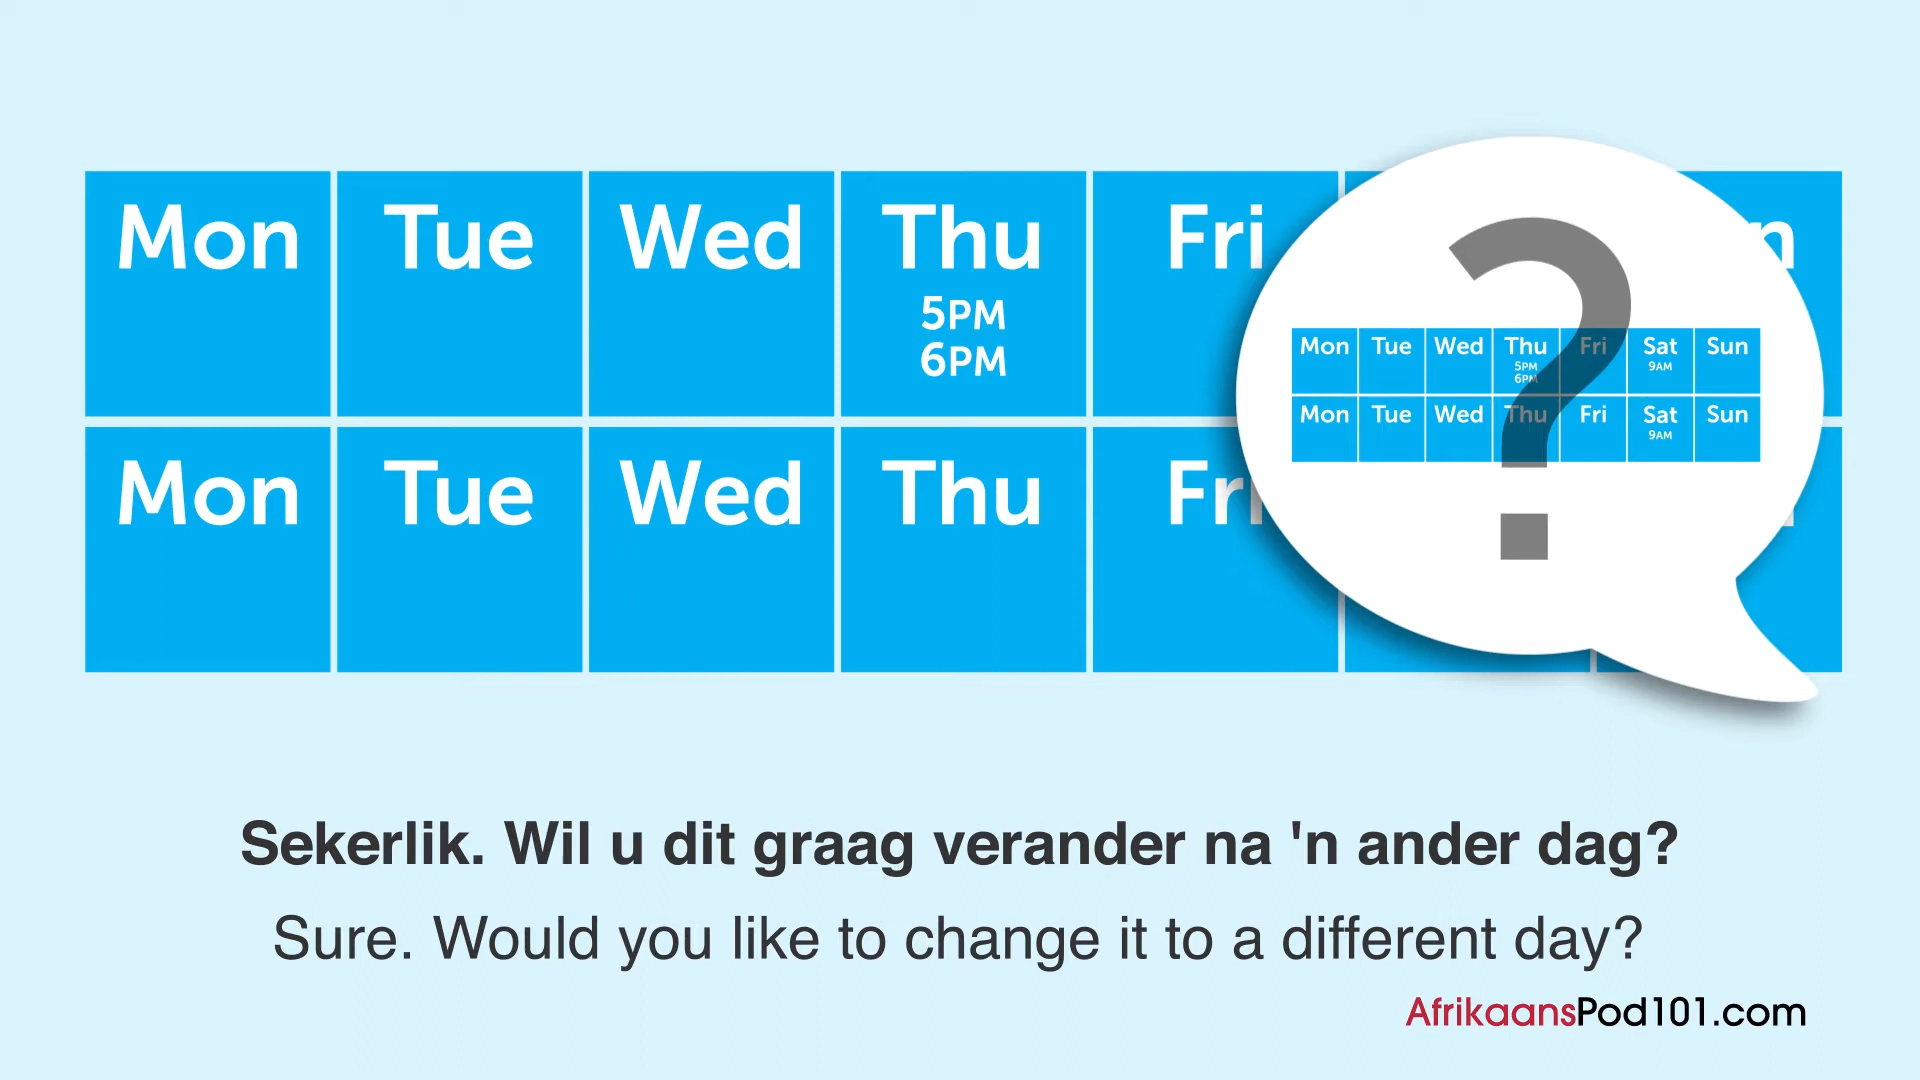 Mon Tue Wed Thu Fri
5PM
6PM
Mon Tue Wed Thu
Mon Tue Wed Thu Fri Sat Sun
5PM 9AM
6PM
Mon Tue Wed Thu Fri Sat Sun
9AM
Sekerlik. Wil u dit graag verander na 'n ander dag?
Sure. Would you like to change it to a different day?
AfrikaansPod101.com